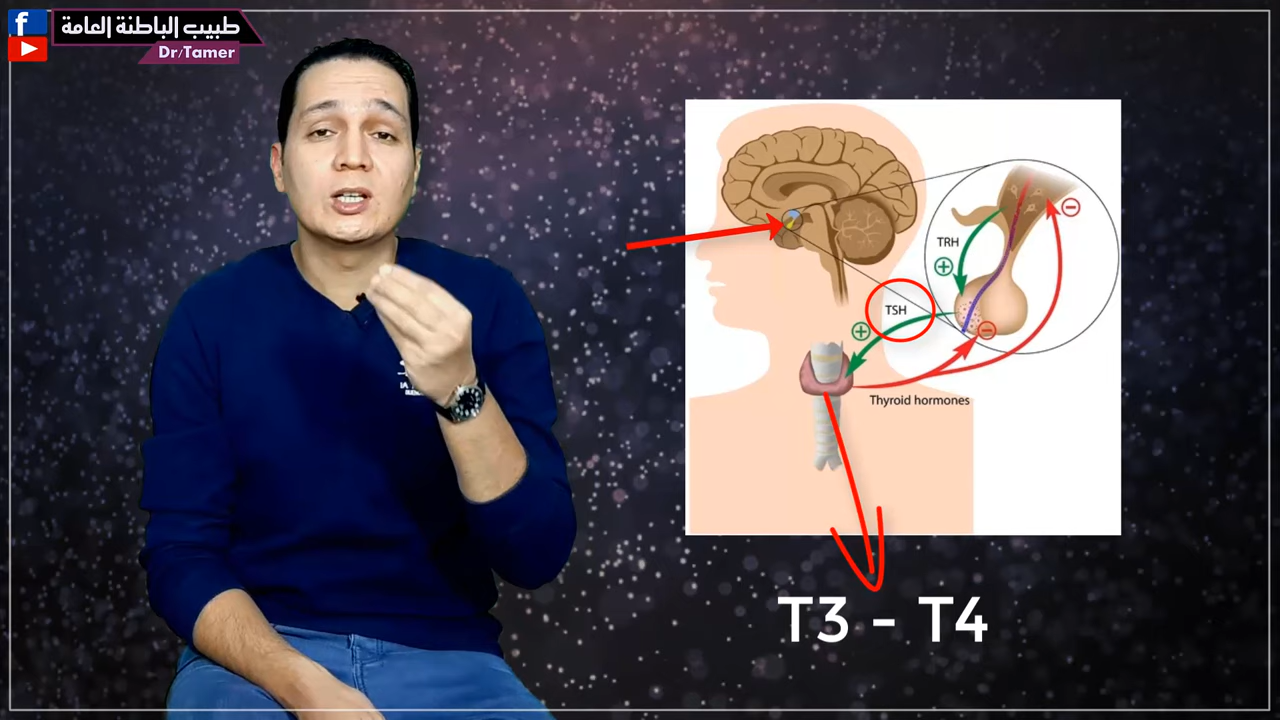 طبيب الباطنة العامة
Dr/Tamer
TRH
TSH
Thyroid hormones
T3 - T4